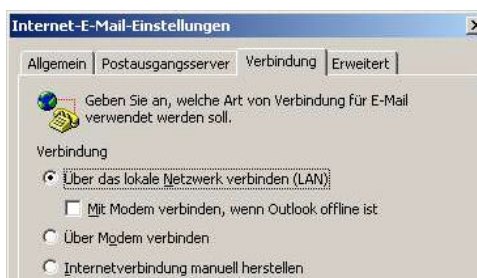 Internet-E-Mail-Einstellungen
Allgemein Postausgangsserver Verbindung Erweitert
Geben Sie an, welche Art von Verbindung für E-Mail
verwendet werden soll.
Verbindung
Über das lokale Netzwerk verbinden (LAN)
Mit Modem verbinden, wenn Outlook offline ist
Über Modem verbinden
Internetverbindung manuell herstellen